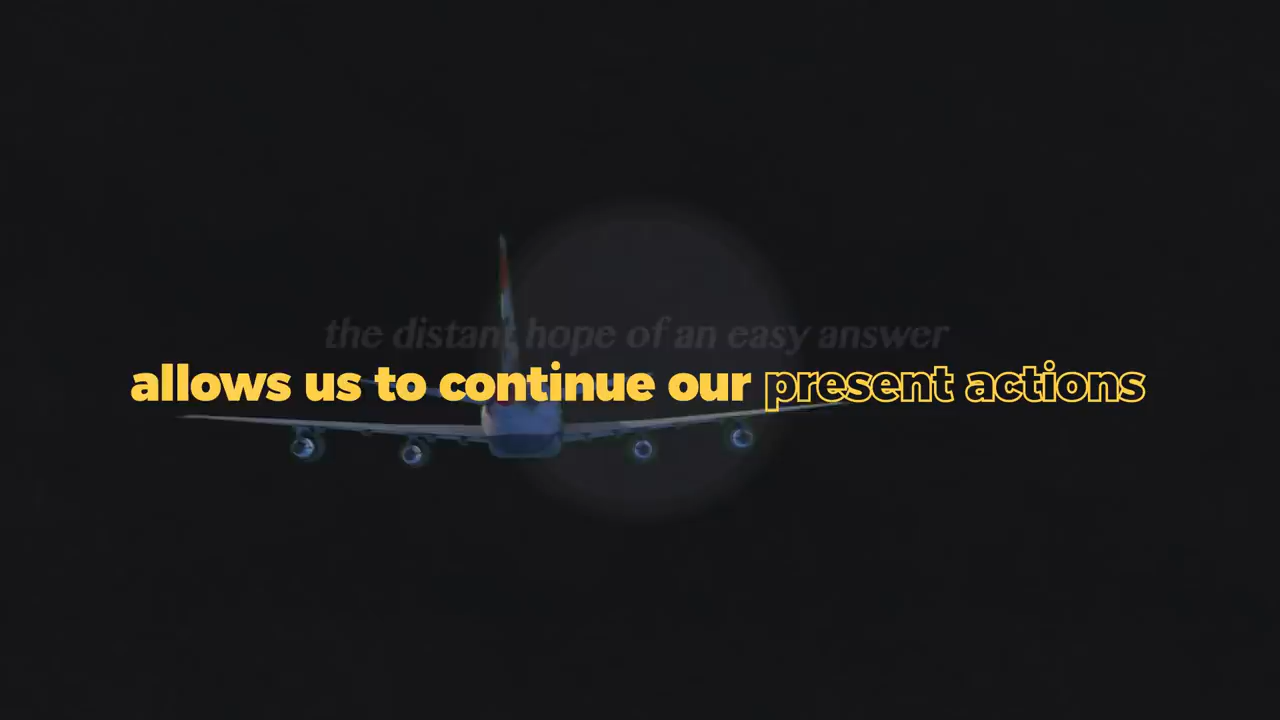 the distant hope of an easy answer
allows us to continue our present actions